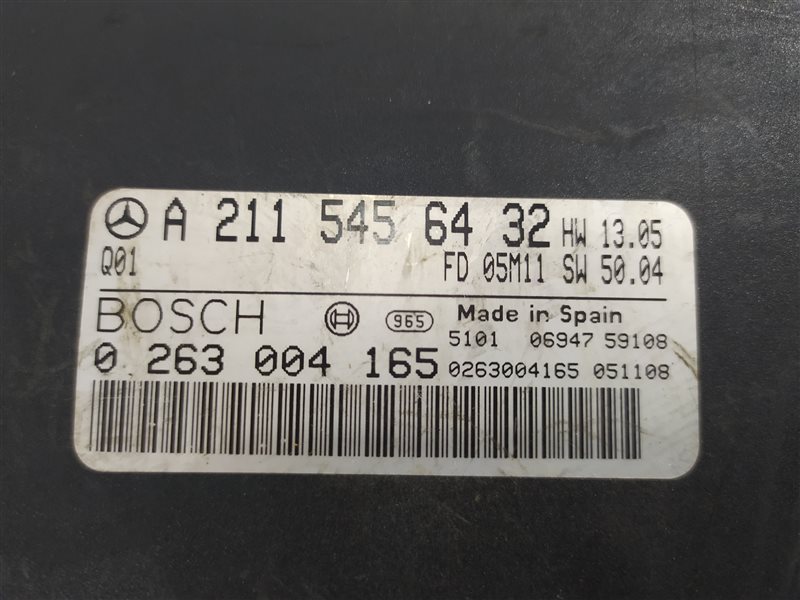 A 211 545 64 32 HW 13.05
Q01 FD 05M11 SW 50.04
BOSCH 965 Made in Spain
5101 06947 59108
0 263 004 165 0263004165 051108